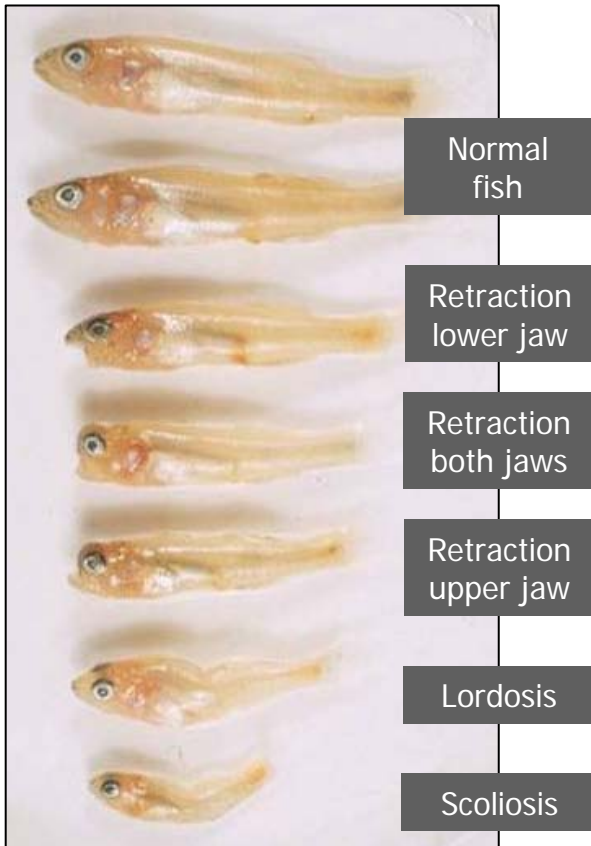 Normal
fish
Retraction
lower jaw
Retraction
both jaws
Retraction
upper jaw
Lordosis
Scoliosis